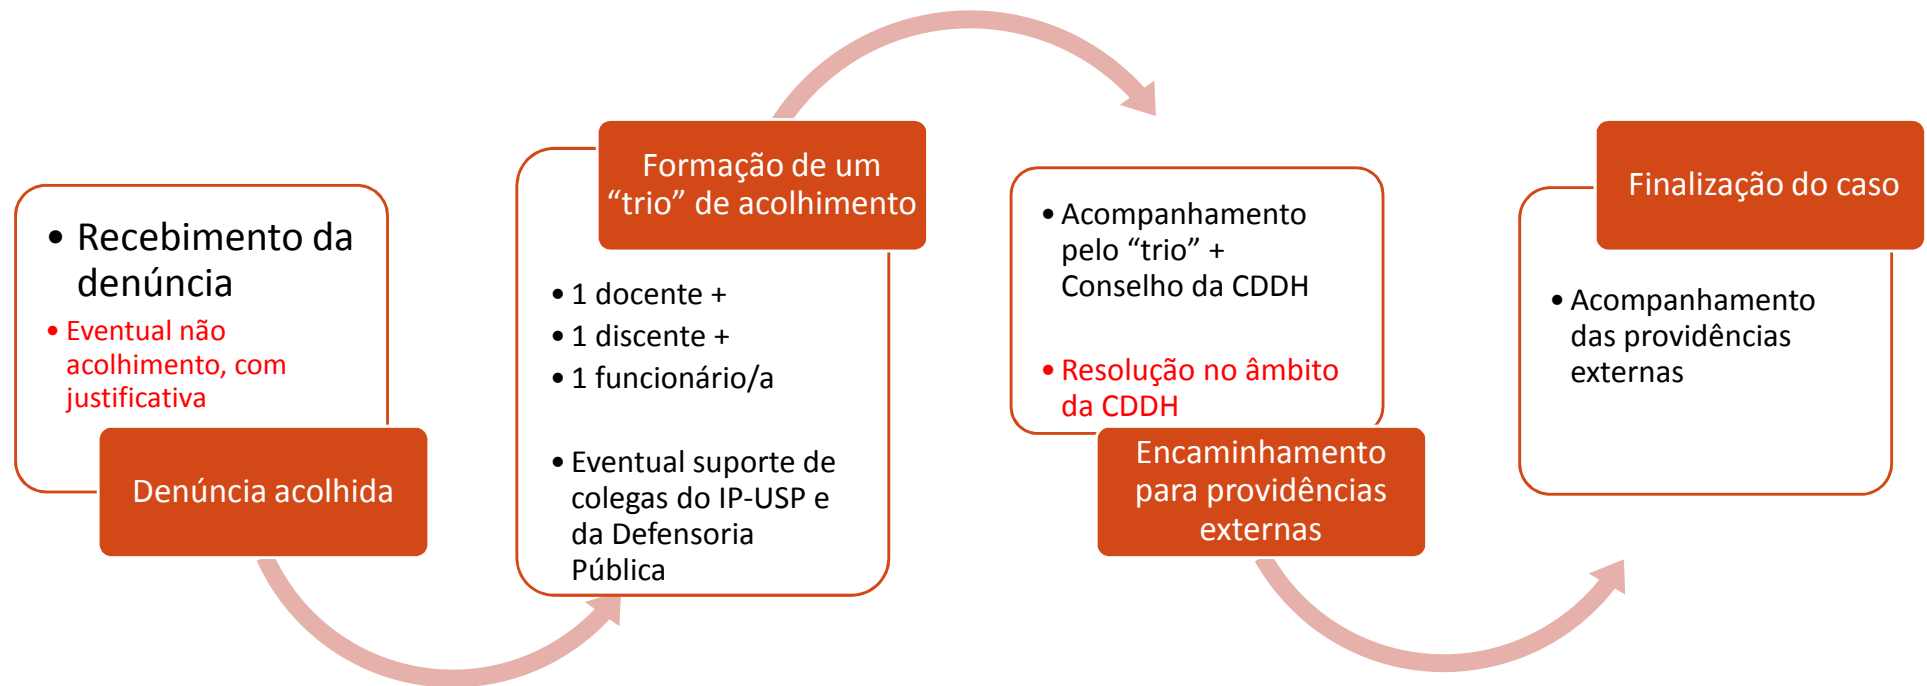 • Recebimento da
denúncia
• Eventual não
acolhimento, com
justificativa
Denúncia acolhida
Formação de um
“trio” de acolhimento
• 1 docente +
• 1 discente +
• 1 funcionário/a
• Eventual suporte de
colegas do IP-USP e
da Defensoria
Pública
• Acompanhamento
pelo “trio” +
Conselho da CDDH
• Resolução no âmbito
da CDDH
Encaminhamento
para providências
externas
Finalização do caso
• Acompanhamento
das providências
externas